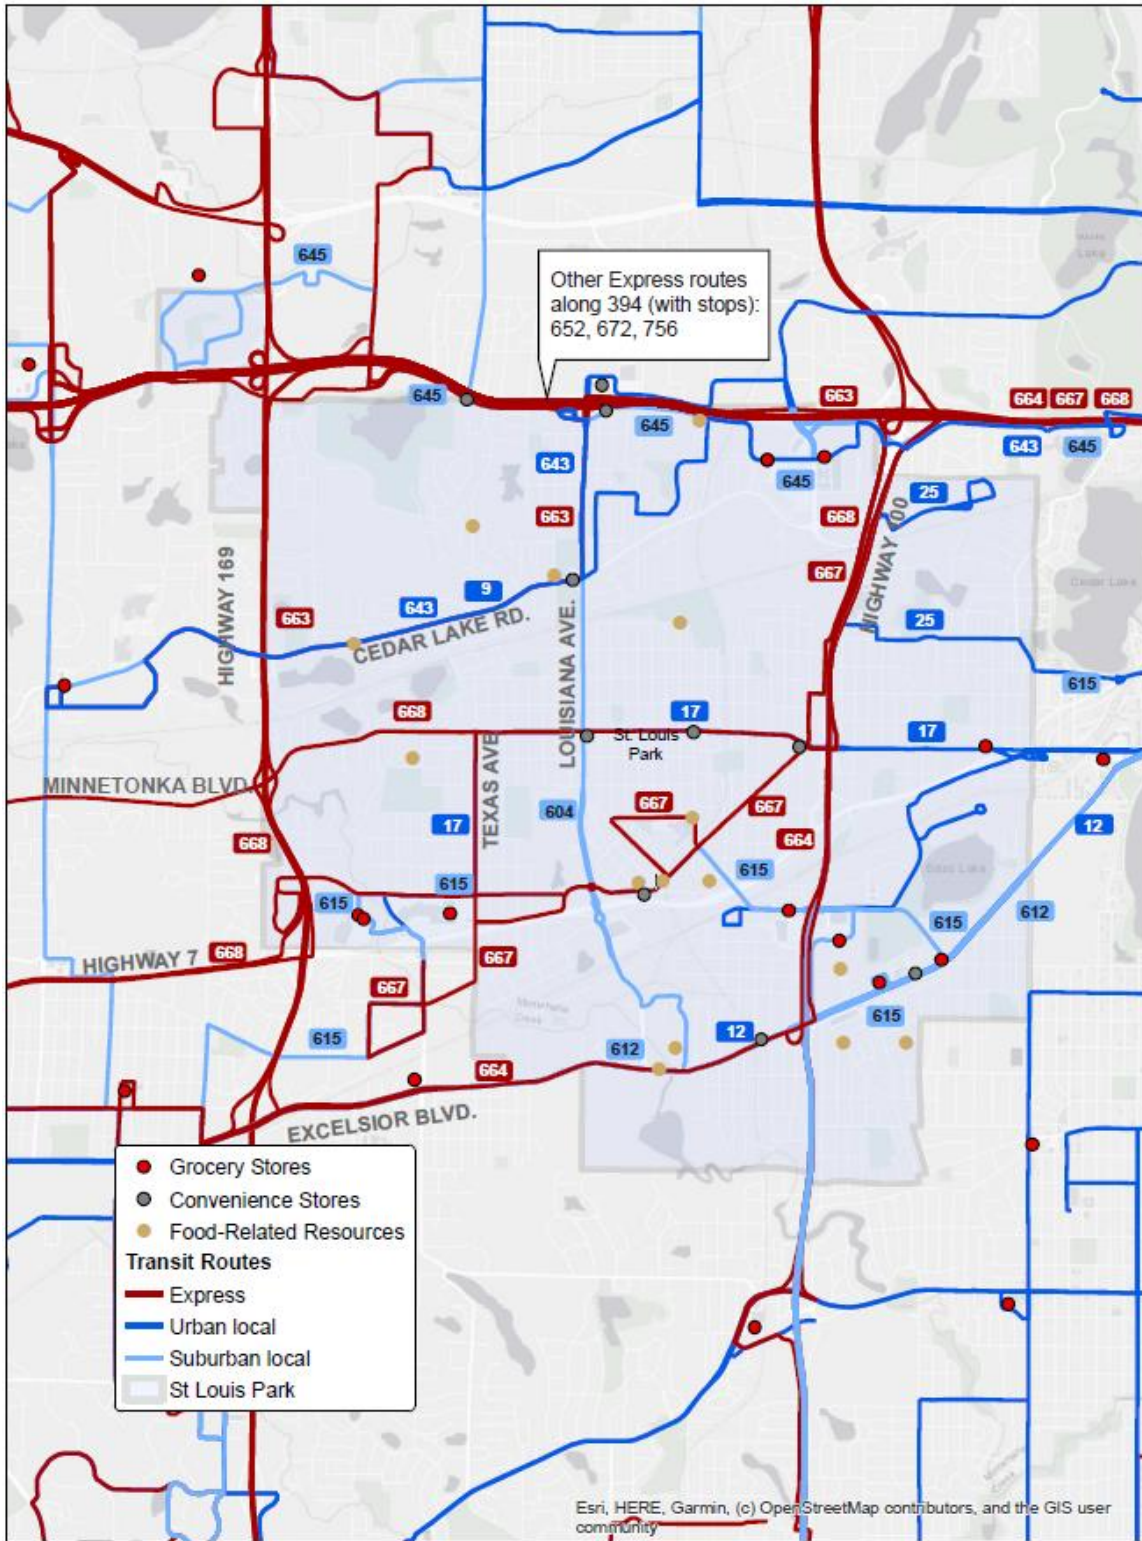 645
Other Express routes
along 394 (with stops):
652, 672, 756
645
663
664
667
668
645
643
645
643
645
25
663
668
HIGHWAY 100
667
HIGHWAY 169
9
643
663
CEDAR LAKE RD.
LOUISIANA AVE.
Cedar Lake
25
615
668
17
17
St. Louis
Park
TEXAS AVE
MINNETONKA BLVD.
667
667
604
17
12
668
664
615
615
615
615
612
HIGHWAY 7
668
667
667
615
12
615
612
664
EXCELSIOR BLVD.
Grocery Stores
Convenience Stores
Food-Related Resources
Transit Routes
Express
Urban local
Suburban local
St Louis Park
Esri, HERE, Garmin, (c) OpenStreetMap contributors, and the GIS user
community